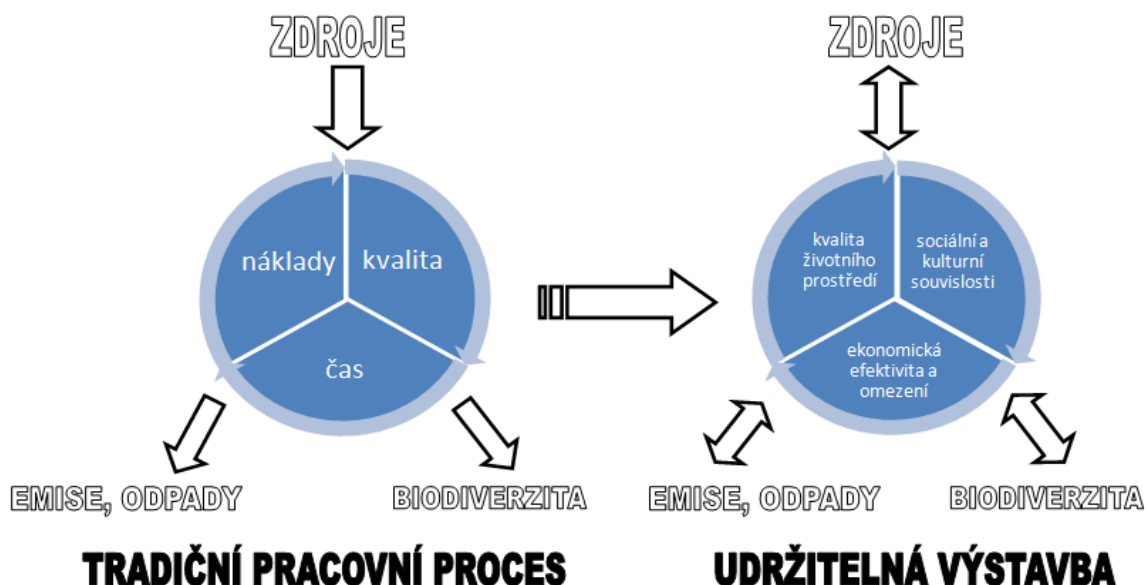 ZDROJE
náklady
kvalita
čas
EMISE, ODPADY
BIODIVERZITA
TRADIČNÍ PRACOVNÍ PROCES
ZDROJE
kvalita
životního
prostředí
sociální a
kulturní
souvislosti
ekonomická
efektivita a
omezení
EMISE, ODPADY
BIODIVERZITA
UDRŽITELNÁ VÝSTAVBA